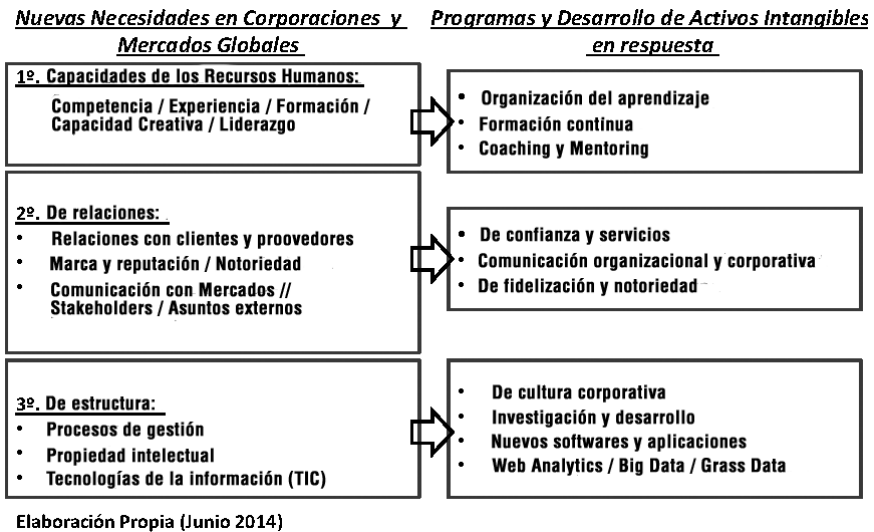 Nuevas Necesidades en Corporaciones y
Mercados Globales
1º. Capacidades de los Recursos Humanos:
Competencia / Experiencia / Formación /
Capacidad Creativa / Liderazgo
2º. De relaciones:
• Relaciones con clientes y proovedores
• Marca y reputación / Notoriedad
• Comunicación con Mercados //
Stakeholders / Asuntos externos
3º. De estructura:
• Procesos de gestión
• Propiedad intelectual
• Tecnologías de la información (TIC)
Programas y Desarrollo de Activos Intangibles
en respuesta
• Organización del aprendizaje
• Formación continua
• Coaching y Mentoring
• De confianza y servicios
• Comunicación organizacional y corporativa
• De fidelización y notoriedad
• De cultura corporativa
• Investigación y desarrollo
• Nuevos softwares y aplicaciones
• Web Analytics / Big Data / Grass Data
Elaboración Propia (Junio 2014)